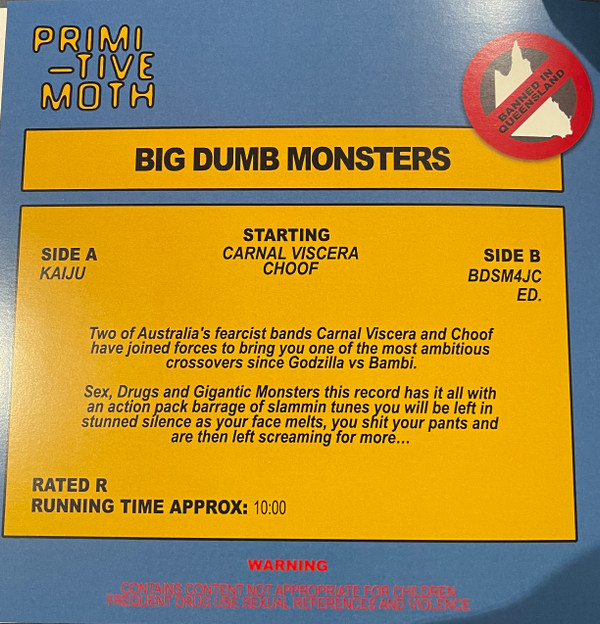 PRIMI
-TIVE
MOTH
BANNED IN
QUEENSLAND
BIG DUMB MONSTERS
STARTING
CARNAL VISCERA
CHOOF
SIDE A
KAIJU
SIDE B
BDSM4JC
ED.
Two of Australia's fearcist bands Carnal Viscera and Choof
have joined forces to bring you one of the most ambitious
crossovers since Godzilla vs Bambi.
Sex, Drugs and Gigantic Monsters this record has it all with
an action pack barrage of slammin tunes you will be left in
stunned silence as your face melts, you shit your pants and
are then left screaming for more...
RATED R
RUNNING TIME APPROX: 10:00
WARNING
CONTAINS CONTENT NOT APPROPRIATE FOR CHILDREN
FREQUENT DRUG USE SEXUAL REFERENCES AND VIOLENCE